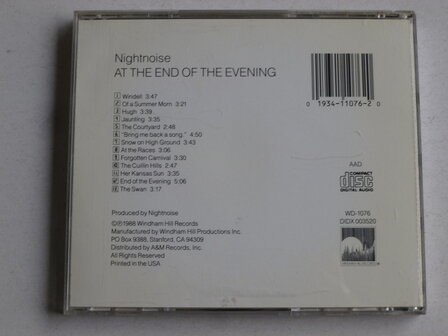 Nightnoise
AT THE END OF THE EVENING
1 Windell 3:47
2 Of a Summer Morn 3:21
3 Hugh 3:39
4 Jaunting 3:35
5 The Courtyard 2:48
6 "Bring me back a song." 4:50
7 Snow on High Ground 3:43
8 At the Races 3:06
9 Forgotten Carnival 3:30
10 The Cuillin Hills 2:47
11 Her Kansas Sun 3:35
12 End of the Evening 5:06
13 The Swan 3:17
Produced by Nightnoise
©℗1988 Windham Hill Records
Manufactured by Windham Hill Productions Inc.
PO Box 9388, Stanford, CA 94309
Distributed by A&M Records, Inc.
All Rights Reserved
Printed in the USA
0 1934-11076-2 0
AAD
COMPACT
disc
DIGITAL AUDIO
WD-1076
DIDX 003520